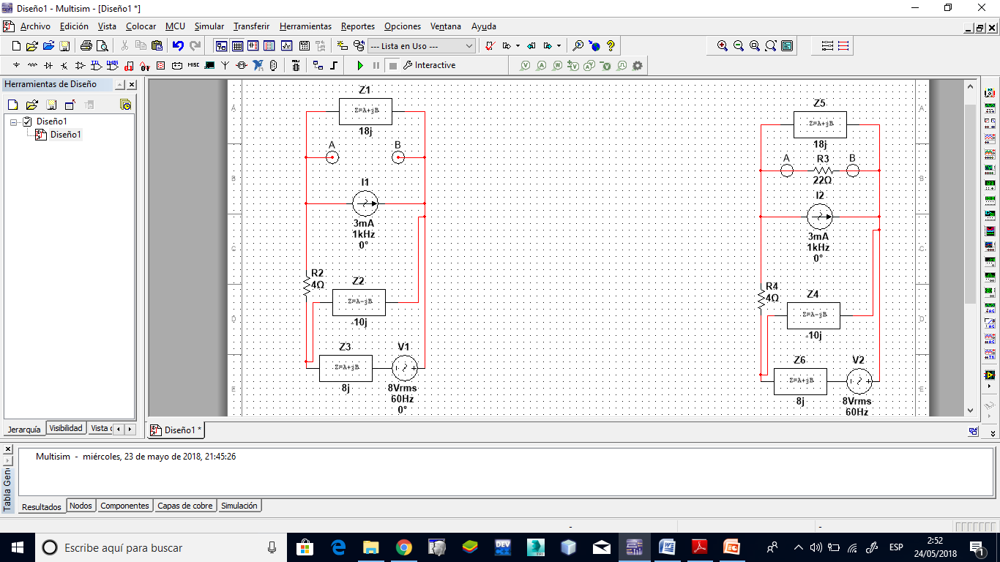 Diseño1 - Multisim - [Diseño1 *]
Archivo Edición Vista Colocar MCU Simular Transferir Herramientas Reportes Opciones Ventana Ayuda
--- Lista en Uso ---
Interactive
Herramientas de Diseño
Diseño1
Diseño1
Jerarquía Visibilidad Vista
A
B
C
D
E
Z1
Z=A+jB
18j
A B
I1
3mA
1kHz
0°
R2
4Ω
Z2
Z=A-jB
-10j
Z3 V1
Z=A+jB
8j 8Vrms
60Hz
0°
Z5
Z=A+jB
18j
A R3 B
22Ω
I2
3mA
1kHz
0°
R4
4Ω
Z4
Z=A-jB
-10j
Z6 V2
Z=A+jB
8j 8Vrms
60Hz
A
B
C
D
E
Diseño1 *
Tabla Gen
Multisim - miércoles, 23 de mayo de 2018, 21:45:26
Resultados Nodos Componentes Capas de cobre Simulación
- -
Escribe aquí para buscar
ESP
2:52
24/05/2018